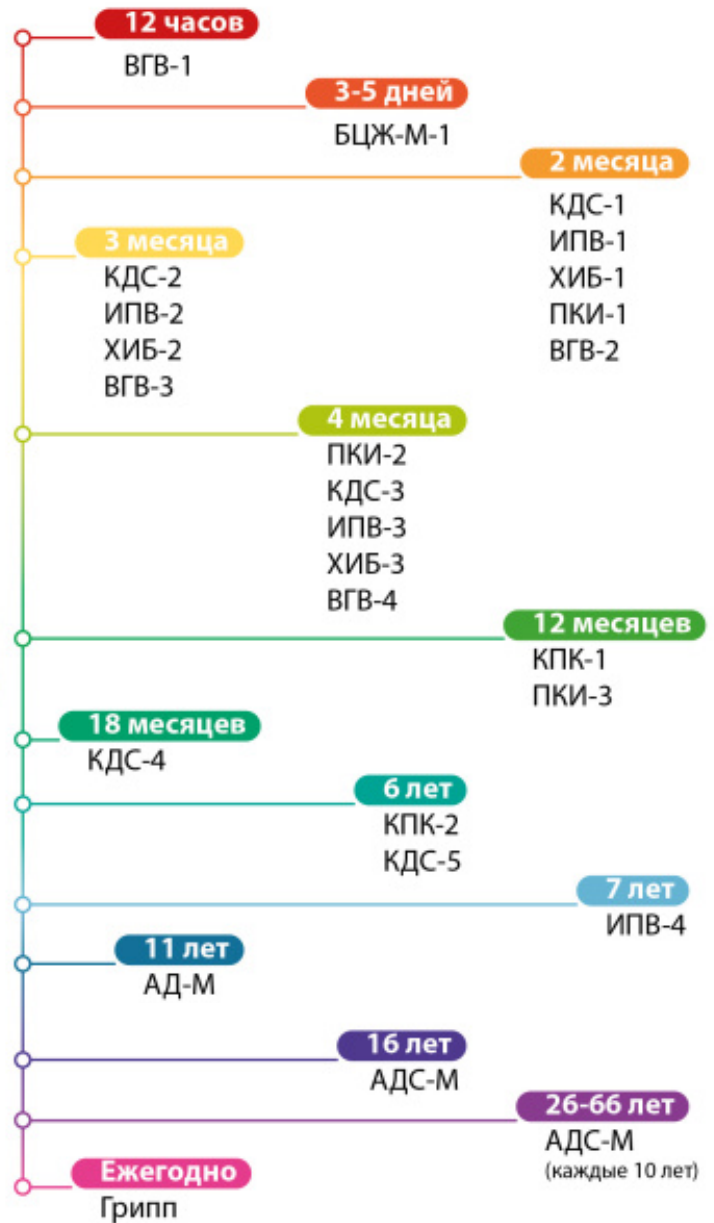 12 часов
ВГВ-1
3-5 дней
БЦЖ-М-1
2 месяца
КДС-1
ИПВ-1
ХИБ-1
ПКИ-1
ВГВ-2
3 месяца
КДС-2
ИПВ-2
ХИБ-2
ВГВ-3
4 месяца
ПКИ-2
КДС-3
ИПВ-3
ХИБ-3
ВГВ-4
12 месяцев
КПК-1
ПКИ-3
18 месяцев
КДС-4
6 лет
КПК-2
КДС-5
7 лет
ИПВ-4
11 лет
АД-М
16 лет
АДС-М
26-66 лет
АДС-М
(каждые 10 лет)
Ежегодно
Грипп